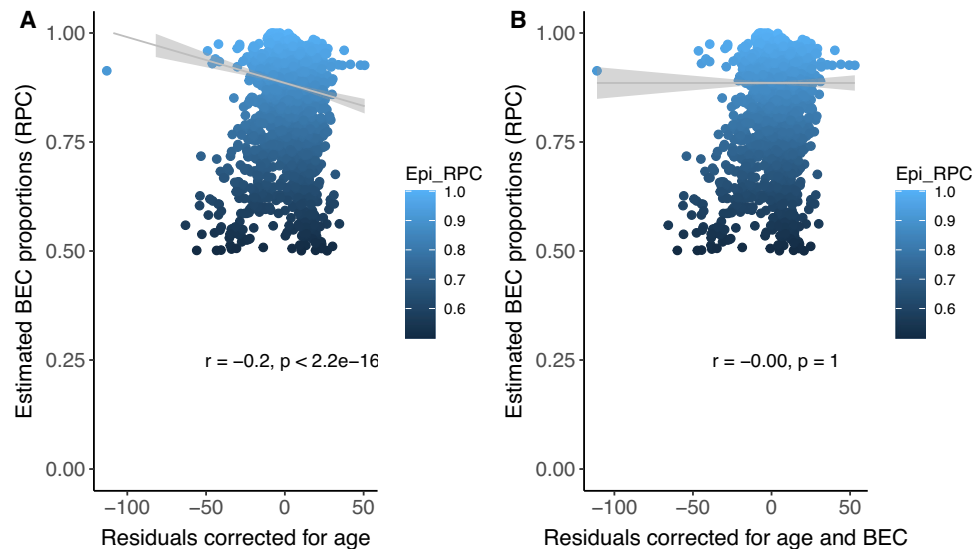 A
Estimated BEC proportions (RPC)
1.00
0.75
0.50
0.25
0.00
r = −0.2, p < 2.2e−16
−100 −50 0 50
Residuals corrected for age
Epi_RPC
1.0
0.9
0.8
0.7
0.6
B
Estimated BEC proportions (RPC)
1.00
0.75
0.50
0.25
0.00
r = −0.00, p = 1
−100 −50 0 50
Residuals corrected for age and BEC
Epi_RPC
1.0
0.9
0.8
0.7
0.6